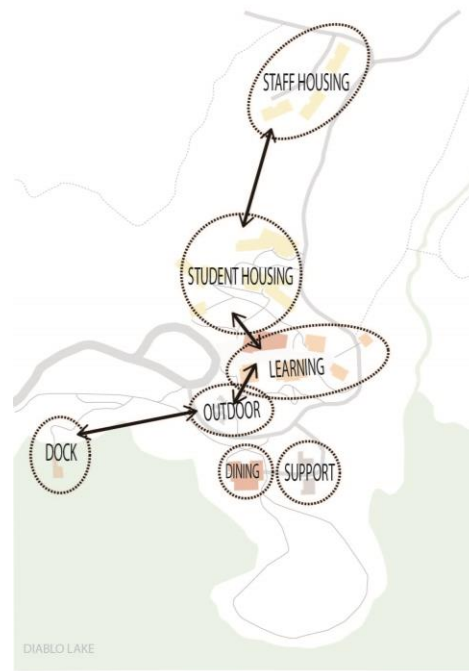 STAFF HOUSING
STUDENT HOUSING
LEARNING
OUTDOOR
DOCK
DINING
SUPPORT
DIABLO LAKE